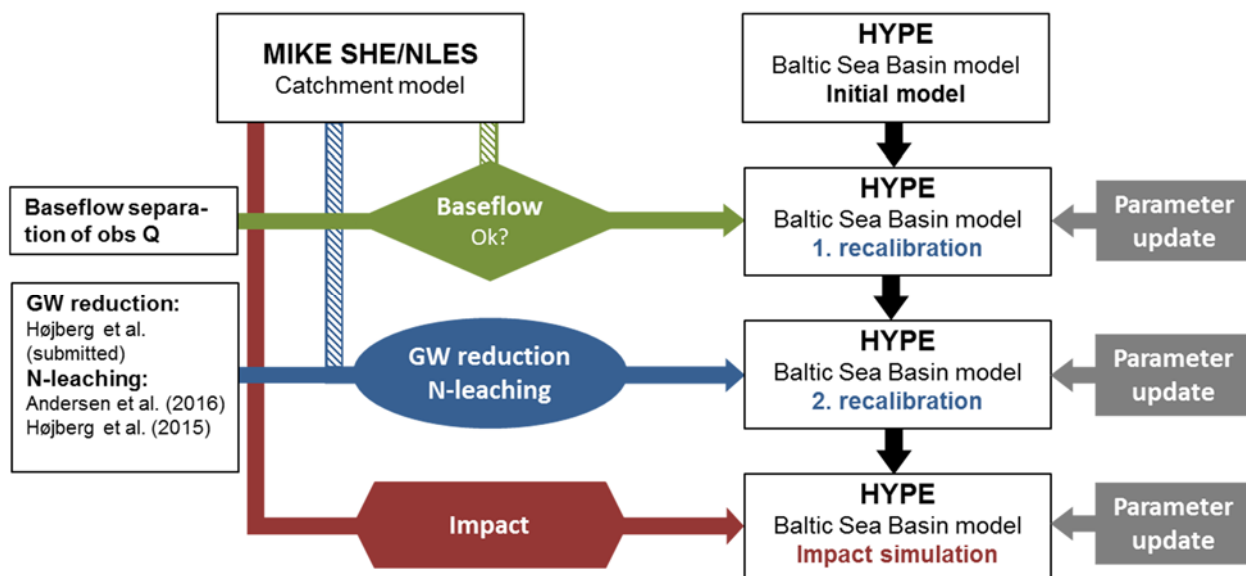 MIKE SHE/NLES
Catchment model
HYPE
Baltic Sea Basin model
Initial model
Baseflow separa-
tion of obs Q
Baseflow
Ok?
HYPE
Baltic Sea Basin model
1. recalibration
Parameter
update
GW reduction:
Højberg et al.
(submitted)
N-leaching:
Andersen et al. (2016)
Højberg et al. (2015)
GW reduction
N-leaching
HYPE
Baltic Sea Basin model
2. recalibration
Parameter
update
Impact
HYPE
Baltic Sea Basin model
Impact simulation
Parameter
update